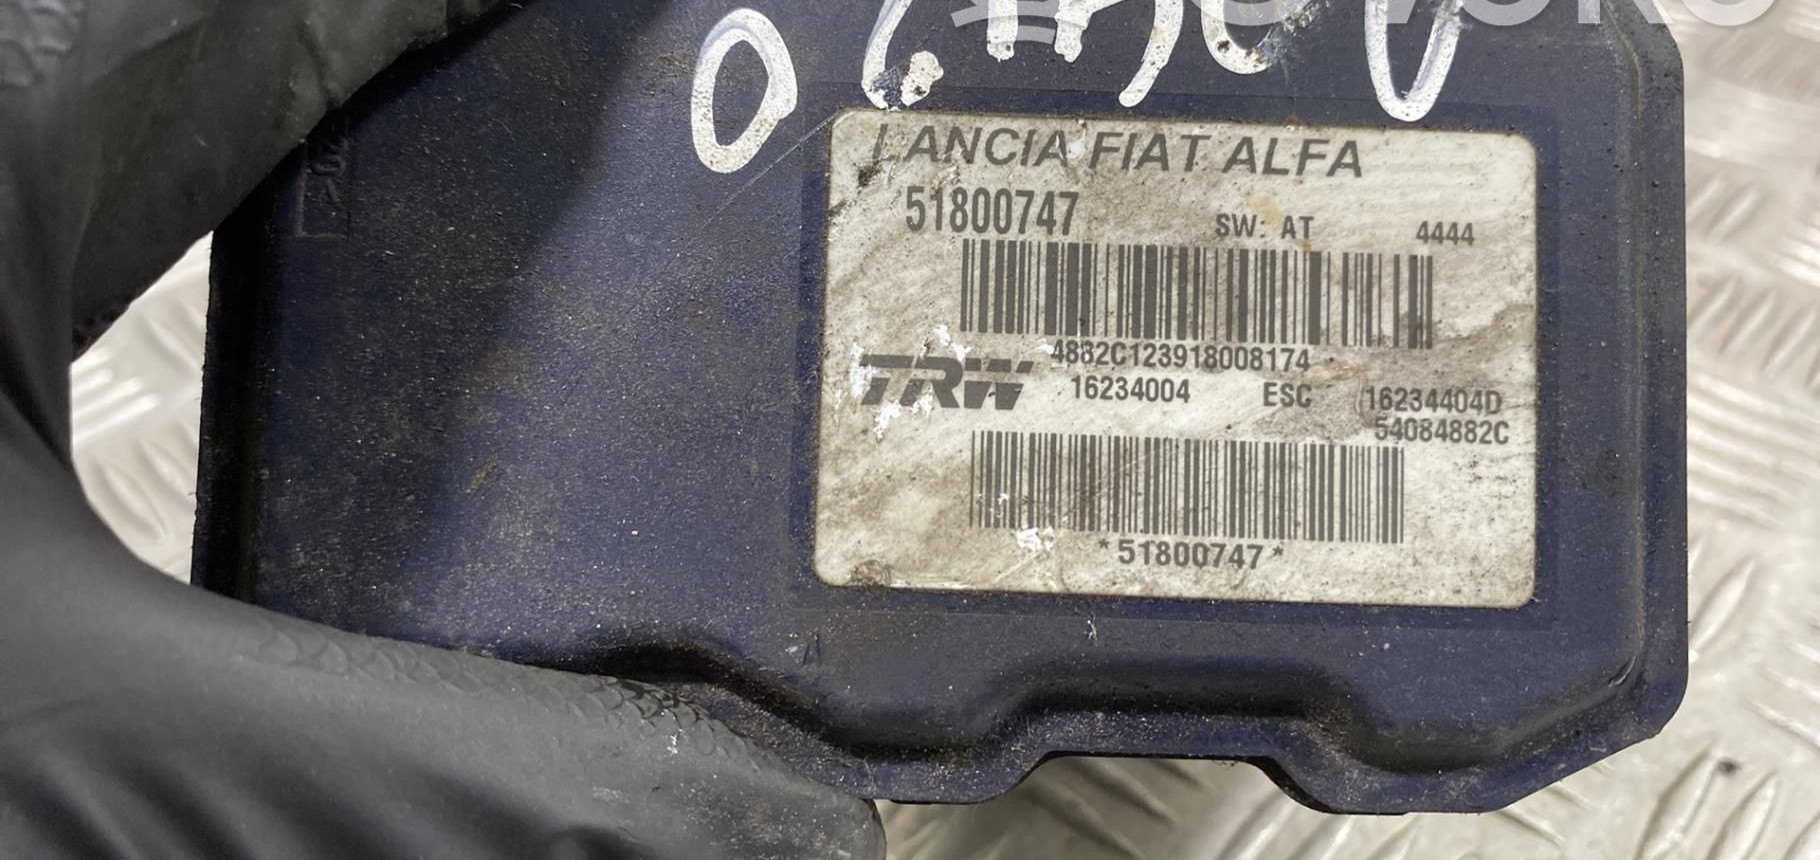 LANCIA FIAT ALFA
51800747 SW: AT 4444
4882C123918008174
TRW 16234004 ESC 16234404D
54084882C
*51800747*